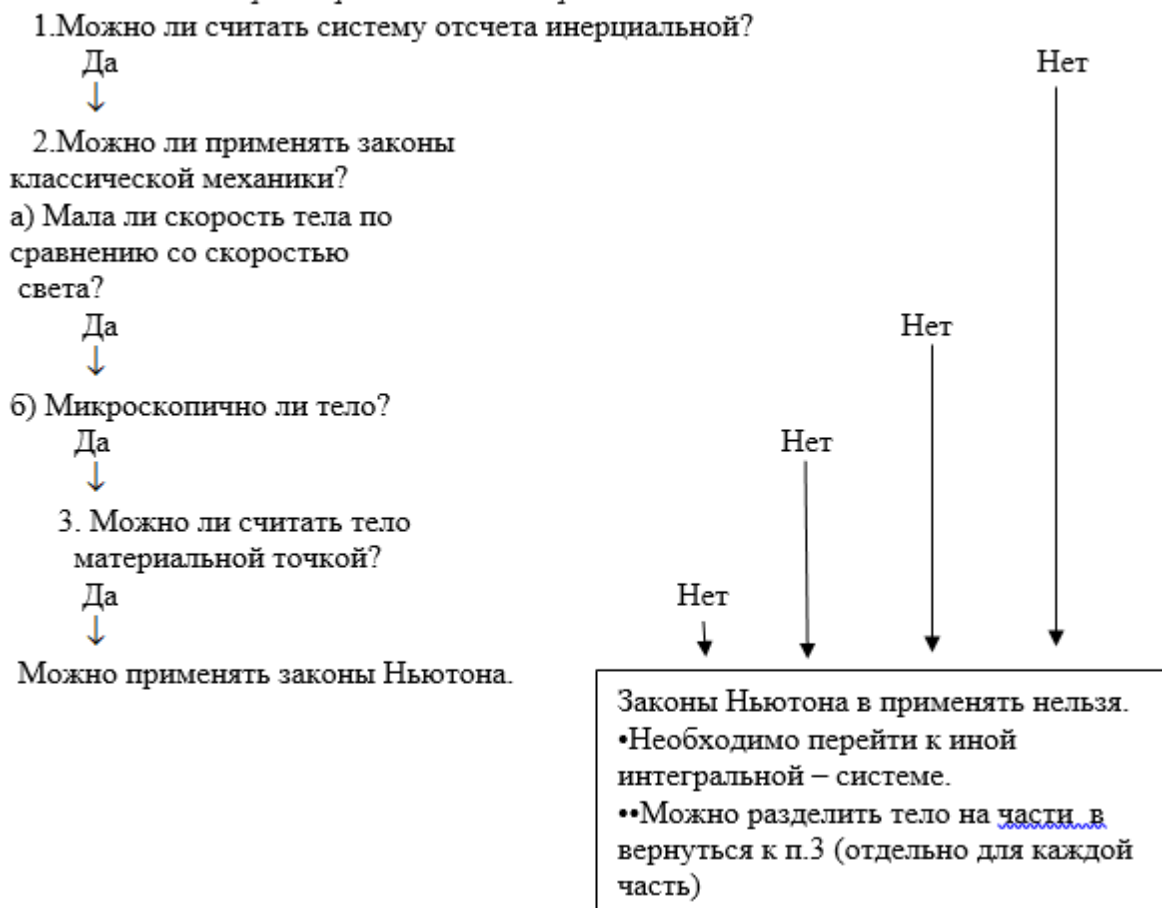 1.Можно ли считать систему отсчета инерциальной?
Да
Нет
2.Можно ли применять законы
классической механики?
а) Мала ли скорость тела по
сравнению со скоростью
света?
Да
Нет
б) Микроскопично ли тело?
Да
Нет
3. Можно ли считать тело
материальной точкой?
Да
Нет
Можно применять законы Ньютона.
Законы Ньютона в применять нельзя.
•Необходимо перейти к иной
интегральной – системе.
••Можно разделить тело на части в
вернуться к п.3 (отдельно для каждой
часть)